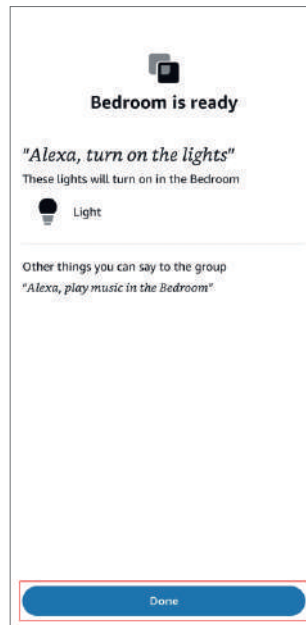 Bedroom is ready
"Alexa, turn on the lights"
These lights will turn on in the Bedroom
Light
Other things you can say to the group
"Alexa, play music in the Bedroom"
Done